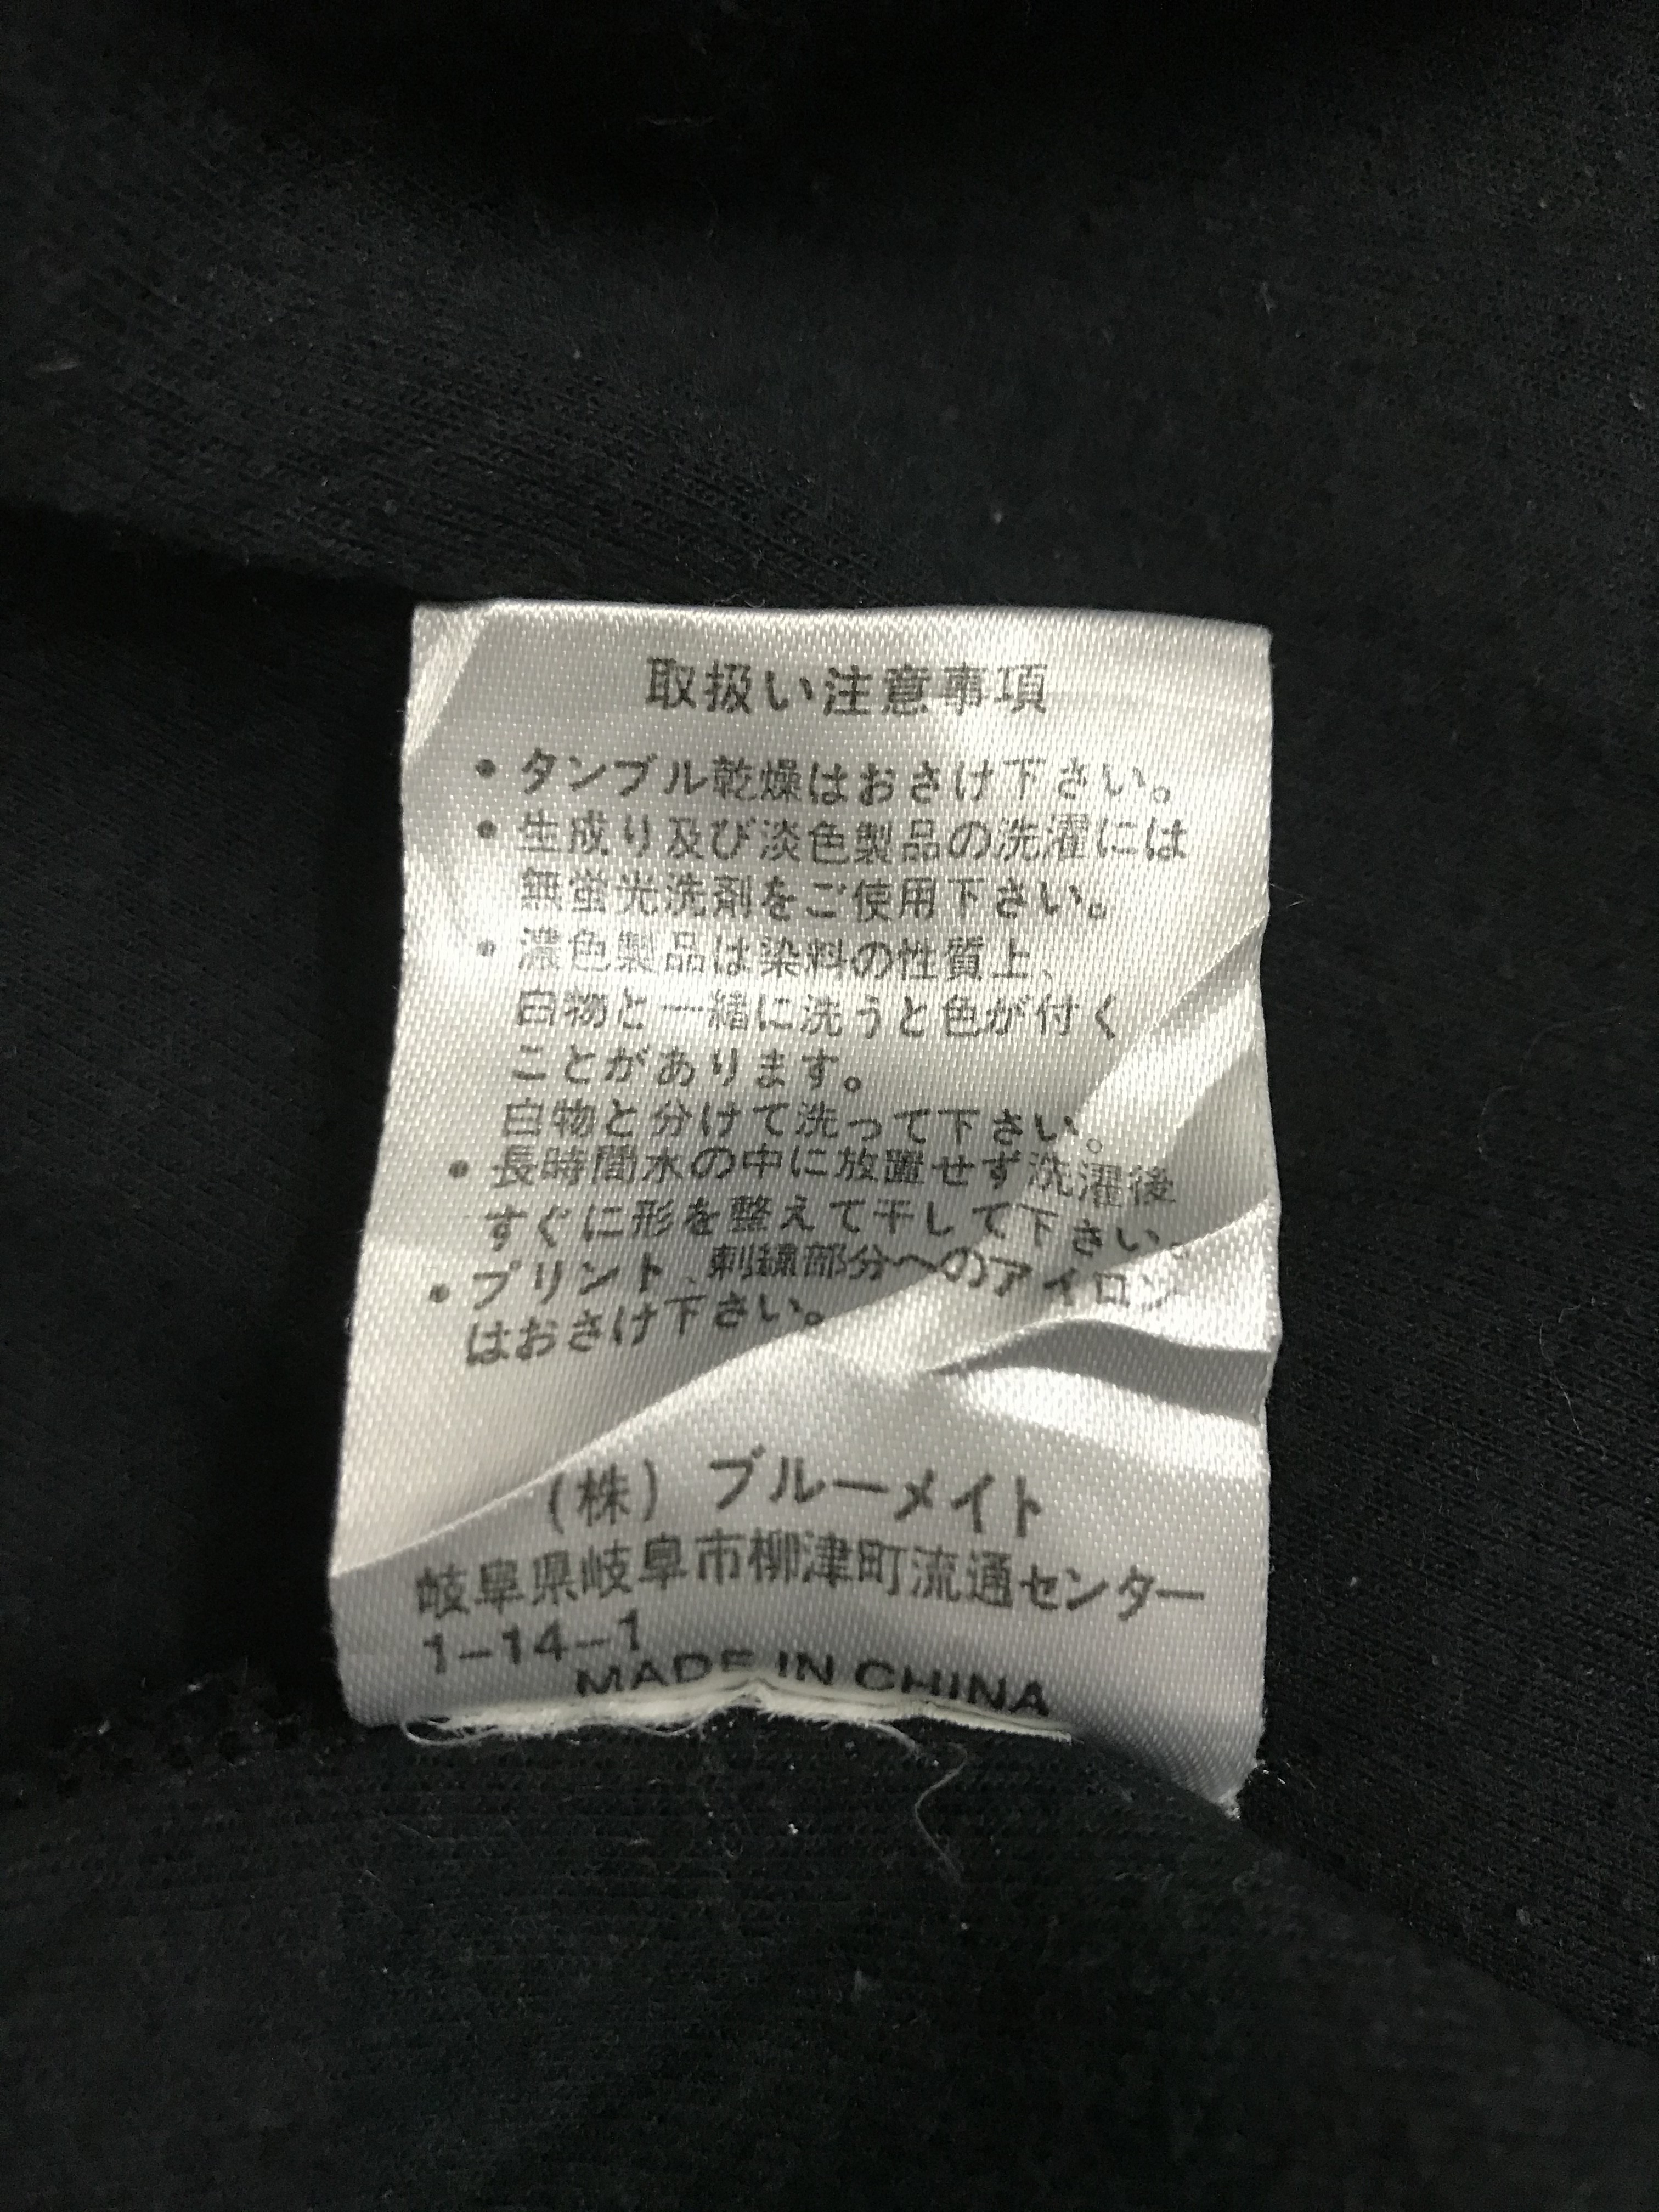 取扱い注意事項
• タンブル乾燥はおさけ下さい。
• 生成り及び淡色製品の洗濯には
無蛍光洗剤をご使用下さい。
• 濃色製品は染料の性質上、
白物と一緒に洗うと色が付く
ことがあります。
白物と分けて洗って下さい。
• 長時間水の中に放置せず洗濯後
すぐに形を整えて干して下さい。
• プリント、刺繍部分へのアイロン
はおさけ下さい。
(株) ブルーメイト
岐阜県岐阜市柳津町流通センター
1−14−1
MADE IN CHINA